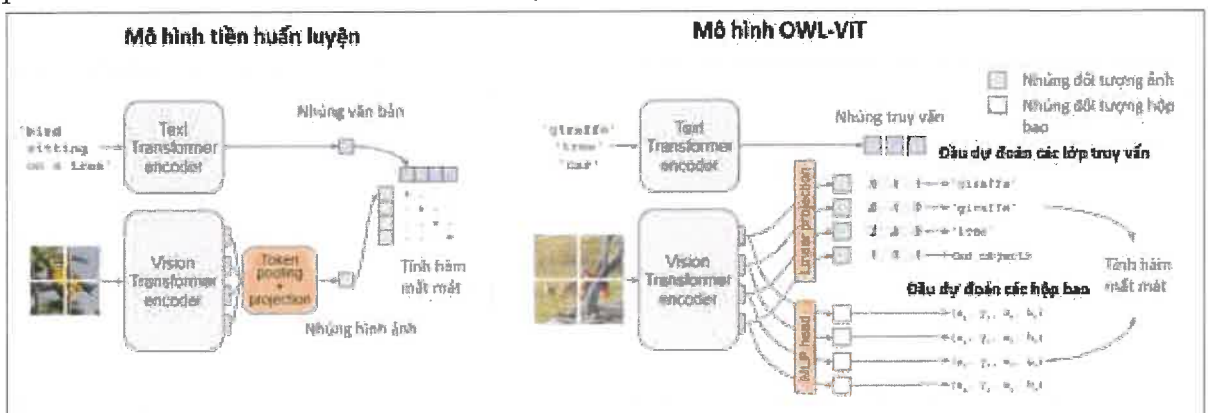 Mô hình tiền huấn luyện
'bird
sitting
on a tree'
Text
Transformer
encoder
Nhúng văn bản
Vision
Transformer
encoder
Token
pooling
+
projection
Nhúng hình ảnh
Tính hàm
mất mát
Mô hình OWL-VIT
'giraffe'
'tree'
'car'
Text
Transformer
encoder
Nhúng truy vấn
Nhúng đối tượng ảnh
Nhúng đối tượng hộp
bao
Đầu dự đoán các lớp truy vấn
Vision
Transformer
encoder
Linear projection
'giraffe'
'giraffe'
'tree'
Đầu dự đoán các hộp bao
MLP head
Tính hàm
mất mát